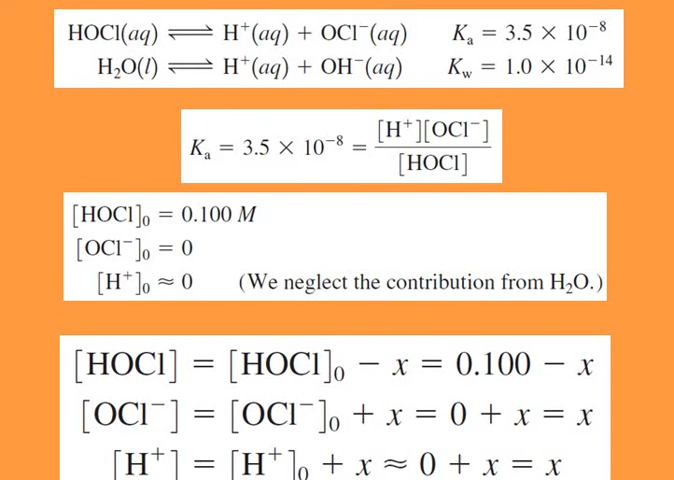 HOCl(aq) ⇌ H⁺(aq) + OCl⁻(aq) Kₐ = 3.5 × 10⁻⁸
H₂O(l) ⇌ H⁺(aq) + OH⁻(aq) K_w = 1.0 × 10⁻¹⁴
Kₐ = 3.5 × 10⁻⁸ = [H⁺][OCl⁻] / [HOCl]
[HOCl]₀ = 0.100 M
[OCl⁻]₀ = 0
[H⁺]₀ ≈ 0 (We neglect the contribution from H₂O.)
[HOCl] = [HOCl]₀ − x = 0.100 − x
[OCl⁻] = [OCl⁻]₀ + x = 0 + x = x
[H⁺] = [H⁺]₀ + x ≈ 0 + x = x